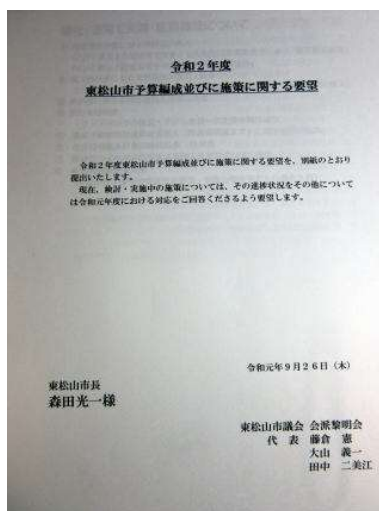 令和２年度
東松山市予算編成並びに施策に関する要望
令和２年度東松山市予算編成並びに施策に関する要望を、別紙のとおり
提出いたします。
現在、検討・実施中の施策については、その進捗状況をその他について
は令和元年度における対応をご回答くださるよう要望します。
令和元年９月２６日（木）
東松山市長
森田光一様
東松山市議会 会派黎明会
代 表 藤倉 憲
大山 義一
田中 二美江